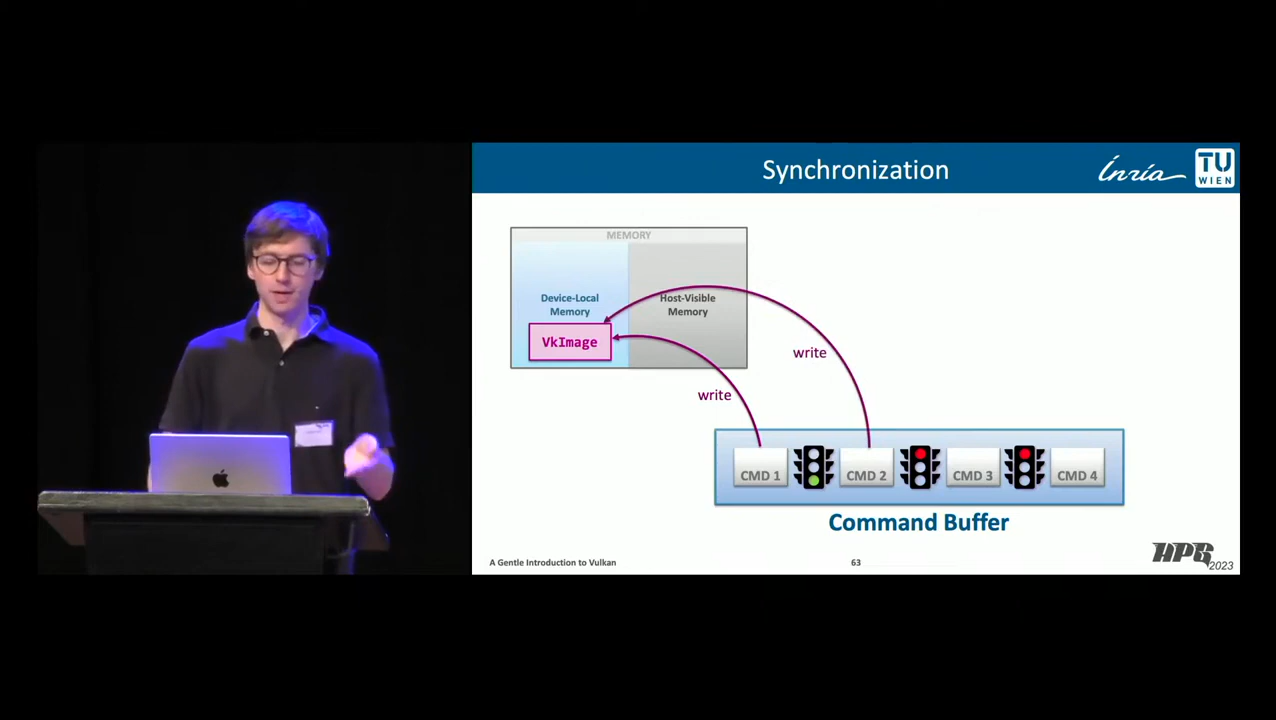 Synchronization
Inria
TU
WIEN
MEMORY
Device-Local
Memory
Host-Visible
Memory
VkImage
write
write
CMD 1
CMD 2
CMD 3
CMD 4
Command Buffer
A Gentle Introduction to Vulkan
63
HPG
2023